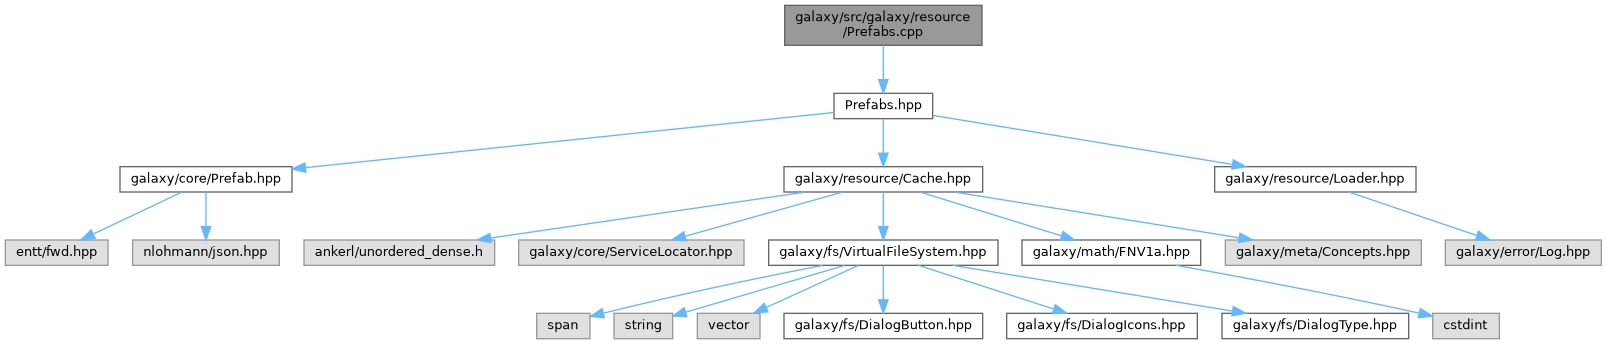 galaxy/src/galaxy/resource
/Prefabs.cpp
Prefabs.hpp
galaxy/core/Prefab.hpp
galaxy/resource/Cache.hpp
galaxy/resource/Loader.hpp
entt/fwd.hpp
nlohmann/json.hpp
ankerl/unordered_dense.h
galaxy/core/ServiceLocator.hpp
galaxy/fs/VirtualFileSystem.hpp
galaxy/math/FNV1a.hpp
galaxy/meta/Concepts.hpp
galaxy/error/Log.hpp
span
string
vector
galaxy/fs/DialogButton.hpp
galaxy/fs/DialogIcons.hpp
galaxy/fs/DialogType.hpp
cstdint